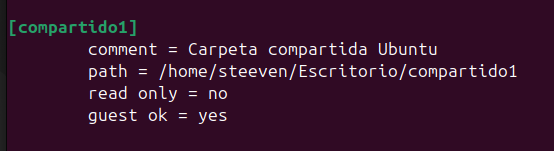 [compartido1]
comment = Carpeta compartida Ubuntu
path = /home/steeven/Escritorio/compartido1
read only = no
guest ok = yes